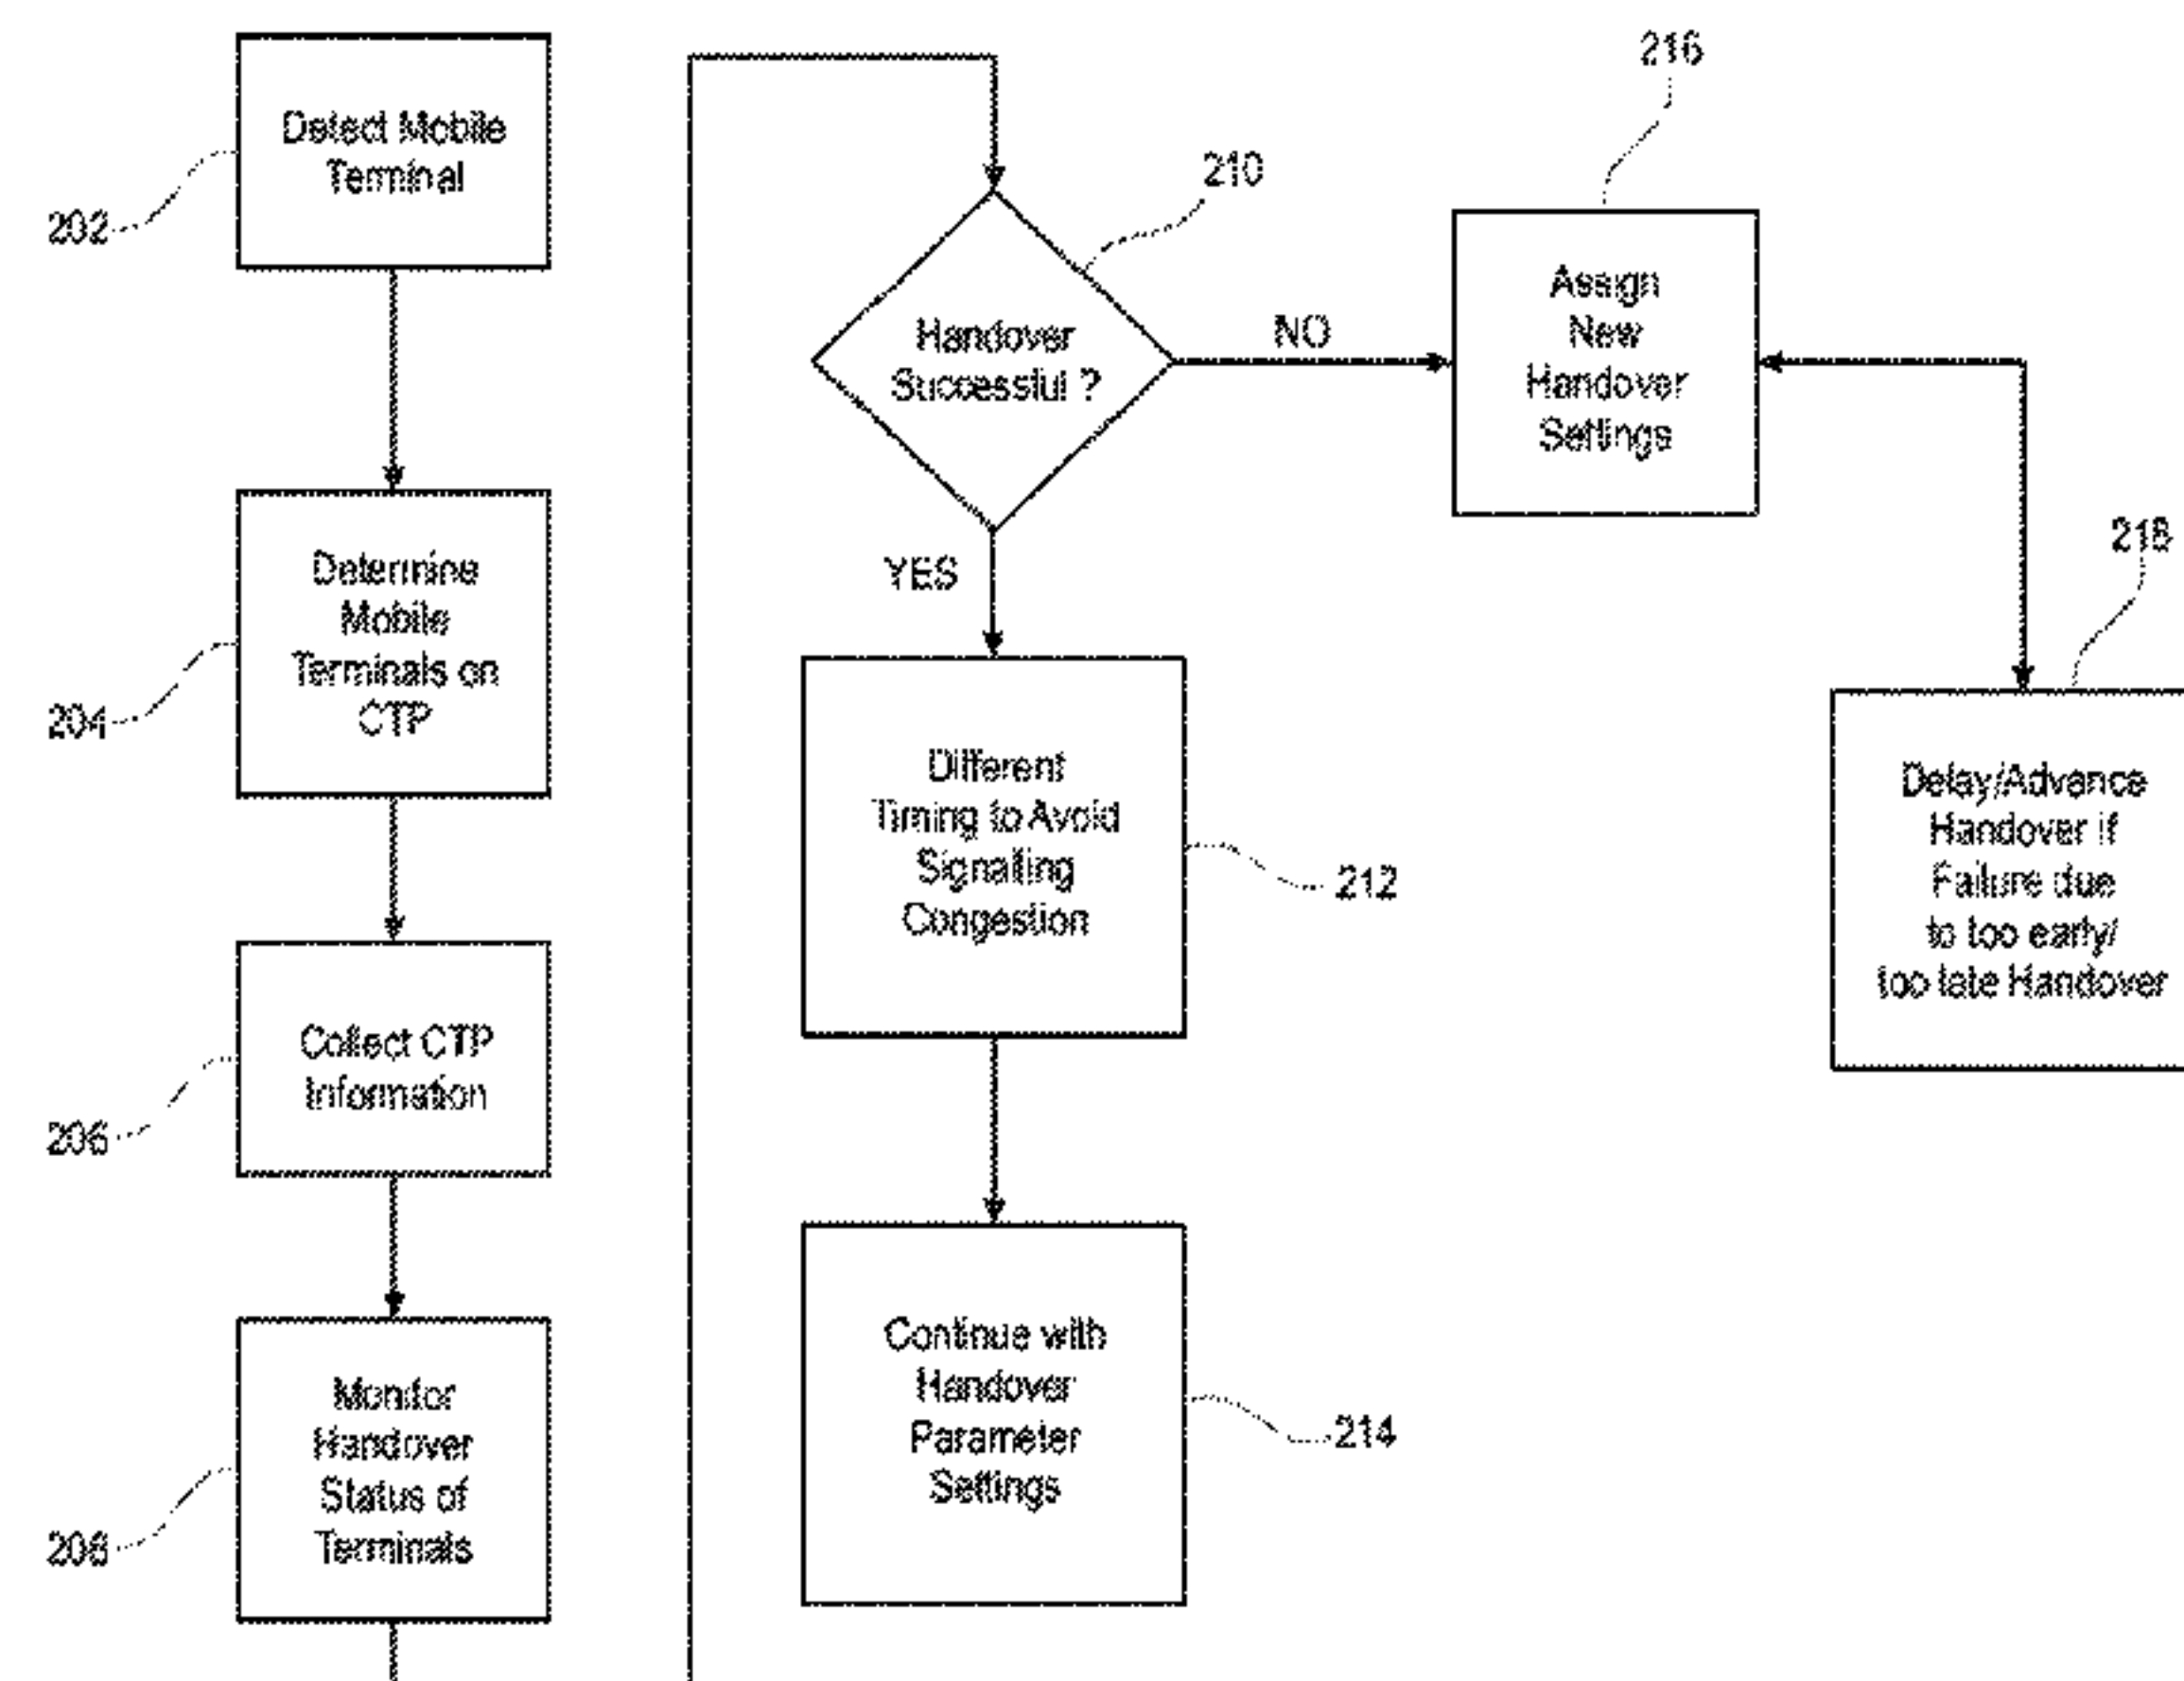 Detect Mobile
Terminal
202
Determine
Mobile
Terminals on
CTP
204
Collect CTP
Information
206
Monitor
Handover
Status of
Terminals
208
210
Handover
Successful ?
NO
YES
Different
Timing to Avoid
Signalling
Congestion
212
Continue with
Handover
Parameter
Settings
214
216
Assign
New
Handover
Settings
218
Delay/Advance
Handover if
Failure due
to too early/
too late Handover